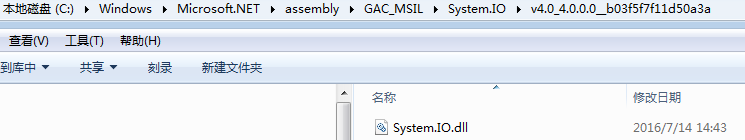 本地磁盘 (C:) ▸ Windows ▸ Microsoft.NET ▸ assembly ▸ GAC_MSIL ▸ System.IO ▸ v4.0_4.0.0.0__b03f5f7f11d50a3a
查看(V) 工具(T) 帮助(H)
到库中 共享 刻录 新建文件夹
名称 修改日期
System.IO.dll 2016/7/14 14:43